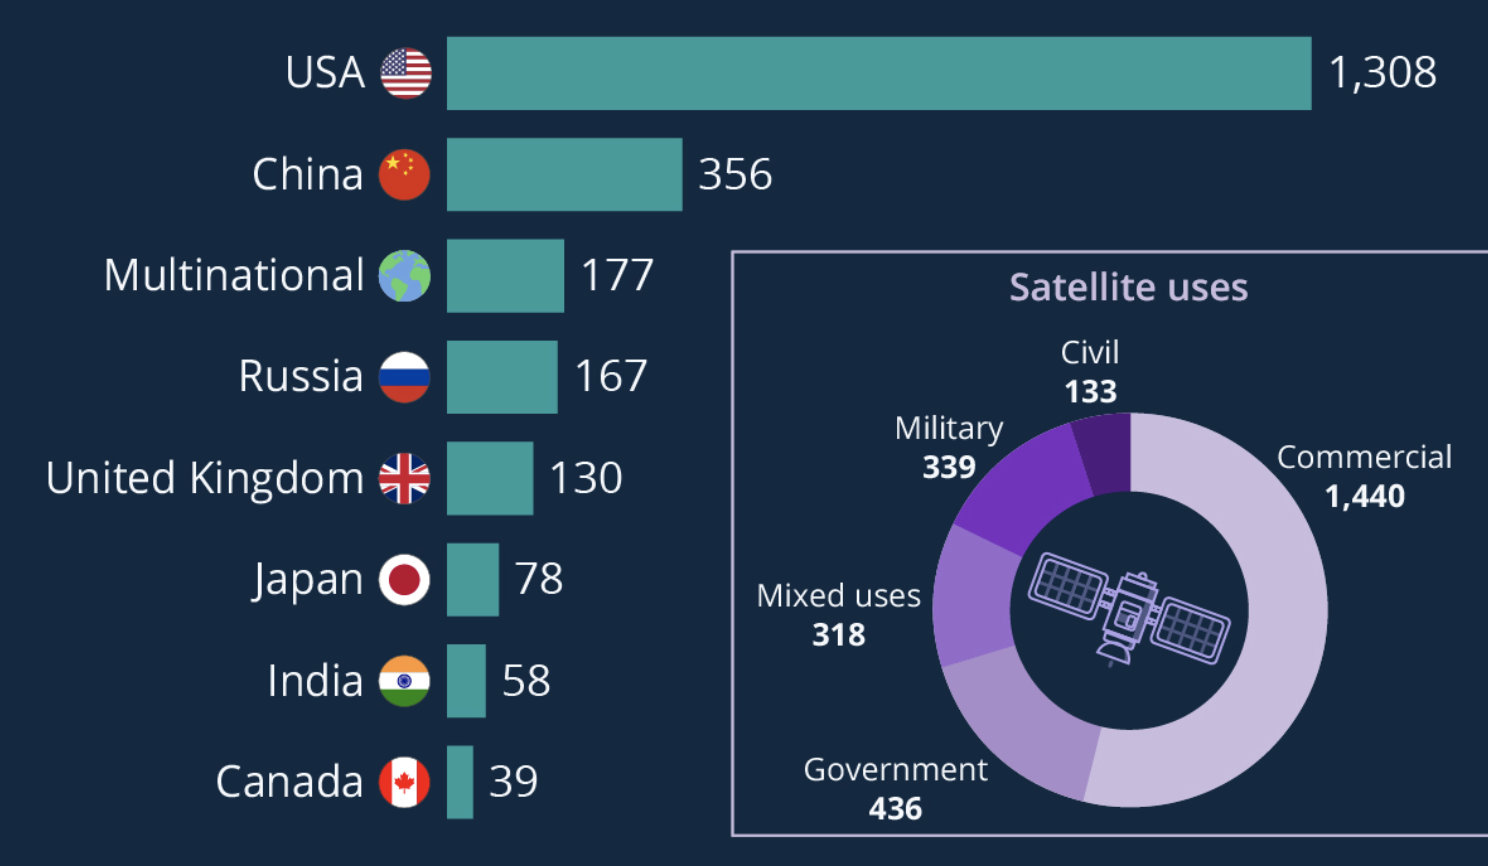 USA 1,308
China 356
Multinational 177
Russia 167
United Kingdom 130
Japan 78
India 58
Canada 39
Satellite uses
Civil
133
Military
339
Commercial
1,440
Mixed uses
318
Government
436